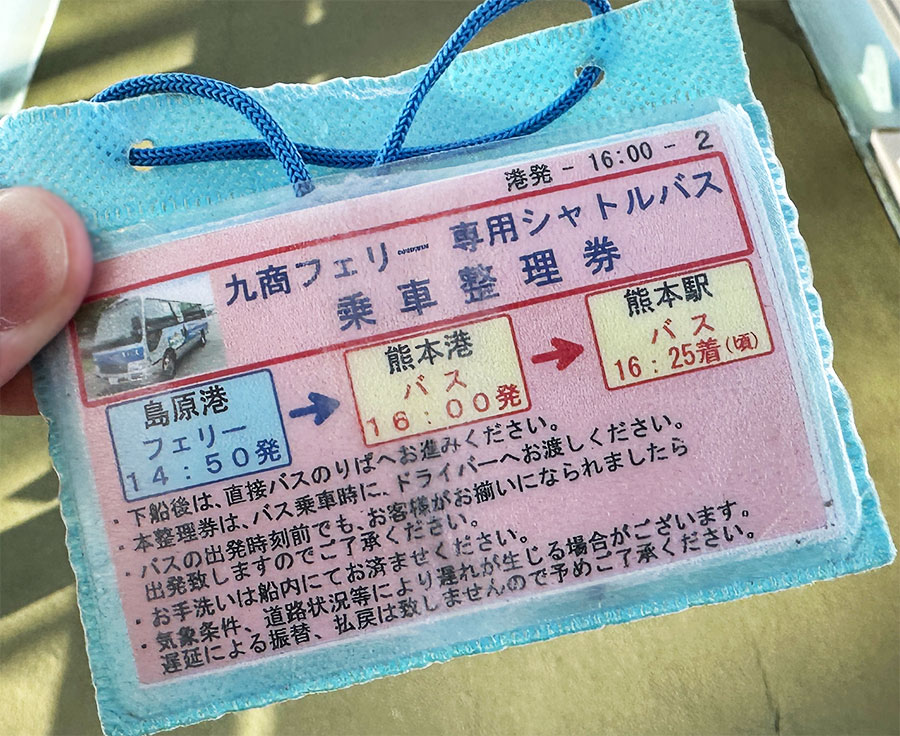 港発 - 16:00 - 2
九商フェリー 専用シャトルバス
乗車整理券
島原港
フェリー
14:50発
熊本港
バス
16:00発
熊本駅
バス
16:25着(頃)
・下船後は、直接バスのりばへお進みください。
・本整理券は、バス乗車時に、ドライバーへお渡しください。
・バスの出発時刻前でも、お客様がお揃いになられましたら
出発致しますのでご了承ください。
・お手洗いは船内にてお済ませください。
・気象条件、道路状況等により遅れが生じる場合がございます。
遅延による振替、払戻は致しませんので予めご了承ください。